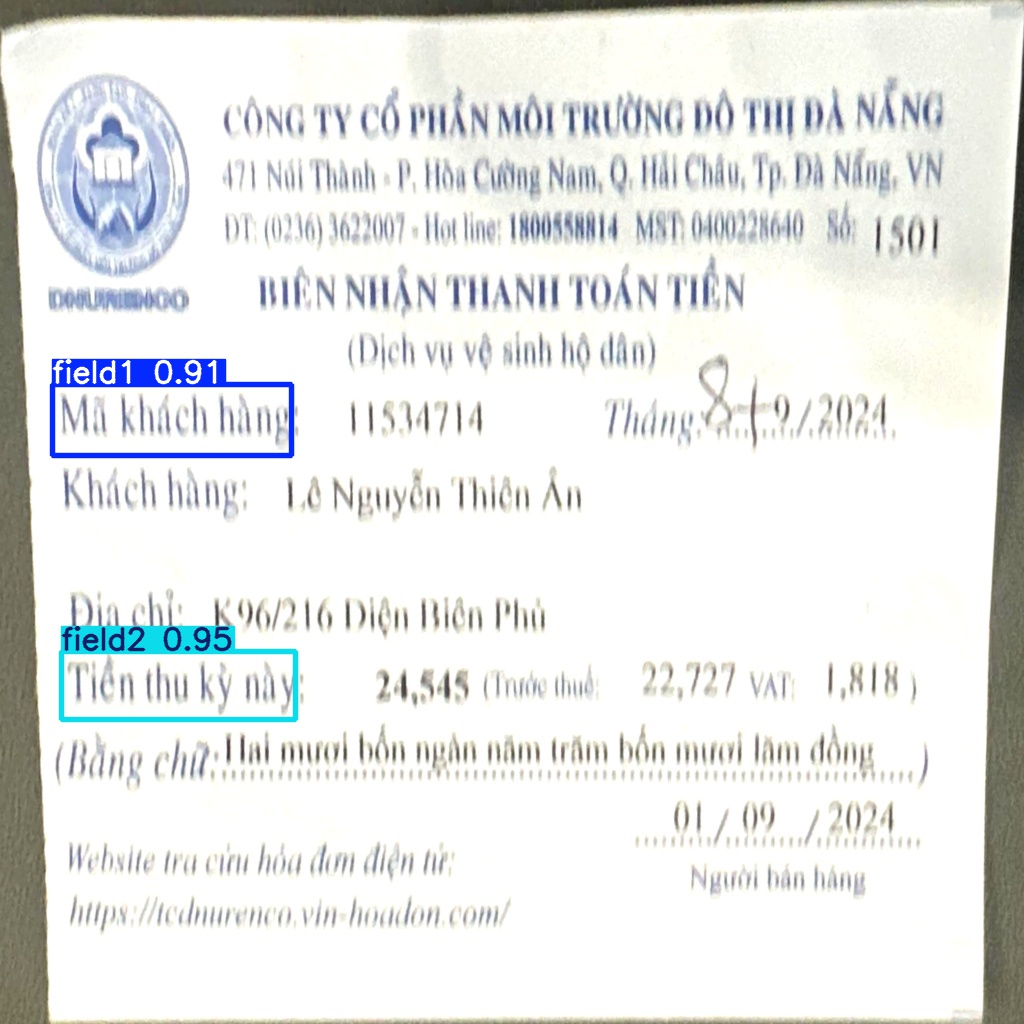 CÔNG TY CỔ PHẦN MÔI TRƯỜNG ĐÔ THỊ ĐÀ NẴNG
471 Núi Thành - P. Hòa Cường Nam, Q. Hải Châu, Tp. Đà Nẵng, VN
ĐT: (0236) 3622007 - Hot line: 1800558814 MST: 0400228640 Số: 1501
DNURENCO
BIÊN NHẬN THANH TOÁN TIỀN
(Dịch vụ vệ sinh hộ dân)
field1 0.91
Mã khách hàng: 11534714 Tháng: 8+9/2024
Khách hàng: Lê Nguyễn Thiên Ân
Địa chỉ: K96/216 Điện Biên Phủ
field2 0.95
Tiền thu kỳ này: 24,545 (Trước thuế: 22,727 VAT: 1,818 )
(Bằng chữ: Hai mươi bốn ngàn năm trăm bốn mươi lăm đồng )
01 / 09 / 2024
Người bán hàng
Website tra cứu hóa đơn điện tử:
https://tcdnurenco.vin-hoadon.com/